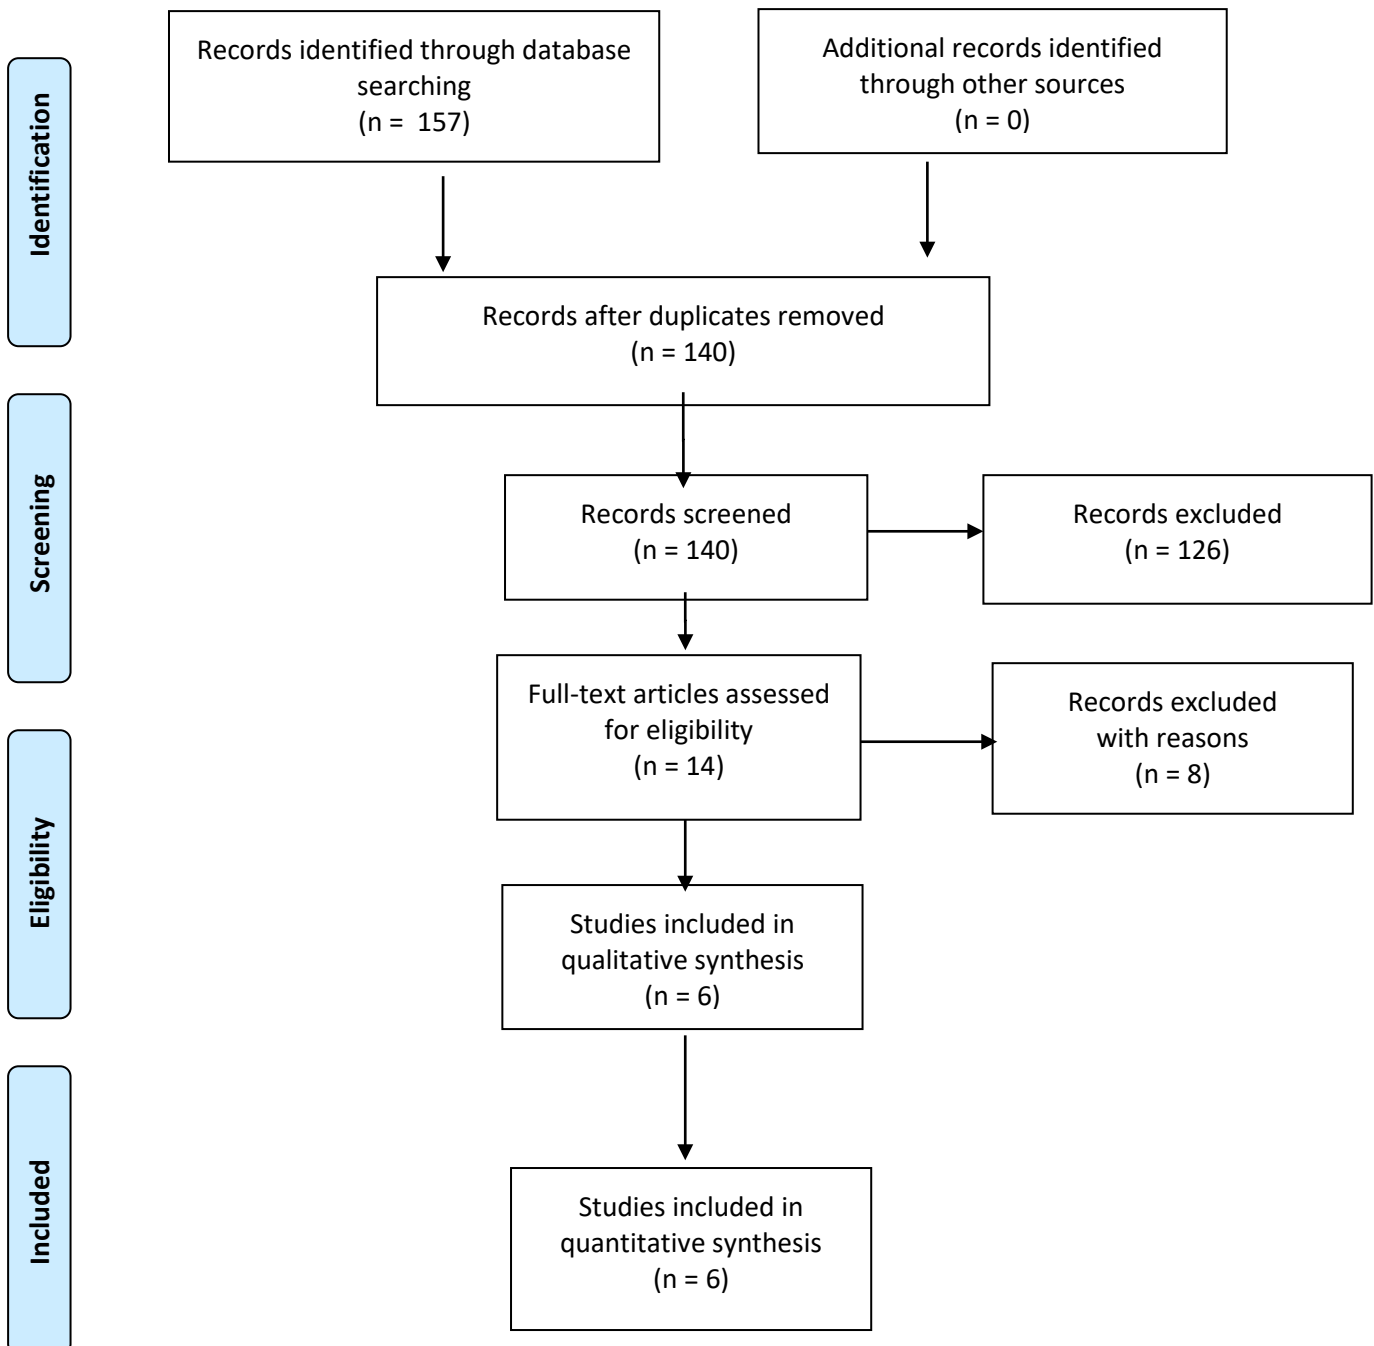 Identification
Records identified through database
searching
(n =  157)
Additional records identified
through other sources
(n = 0)
Records after duplicates removed
(n = 140)
Screening
Records screened
(n = 140)
Records excluded
(n = 126)
Full-text articles assessed
for eligibility
(n = 14)
Records excluded
with reasons
(n = 8)
Eligibility
Studies included in
qualitative synthesis
(n = 6)
Included
Studies included in
quantitative synthesis
(n = 6)